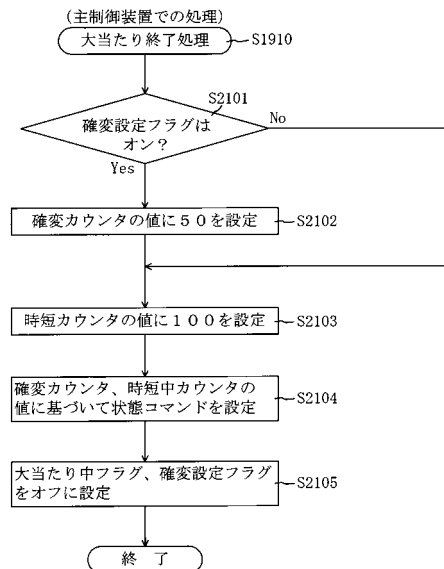 (主制御装置での処理)
大当たり終了処理
S1910
S2101
確変設定フラグは
オン?
No
Yes
確変カウンタの値に50を設定
S2102
時短カウンタの値に100を設定
S2103
確変カウンタ、時短中カウンタの
値に基づいて状態コマンドを設定
S2104
大当たり中フラグ、確変設定フラグ
をオフに設定
S2105
終 了